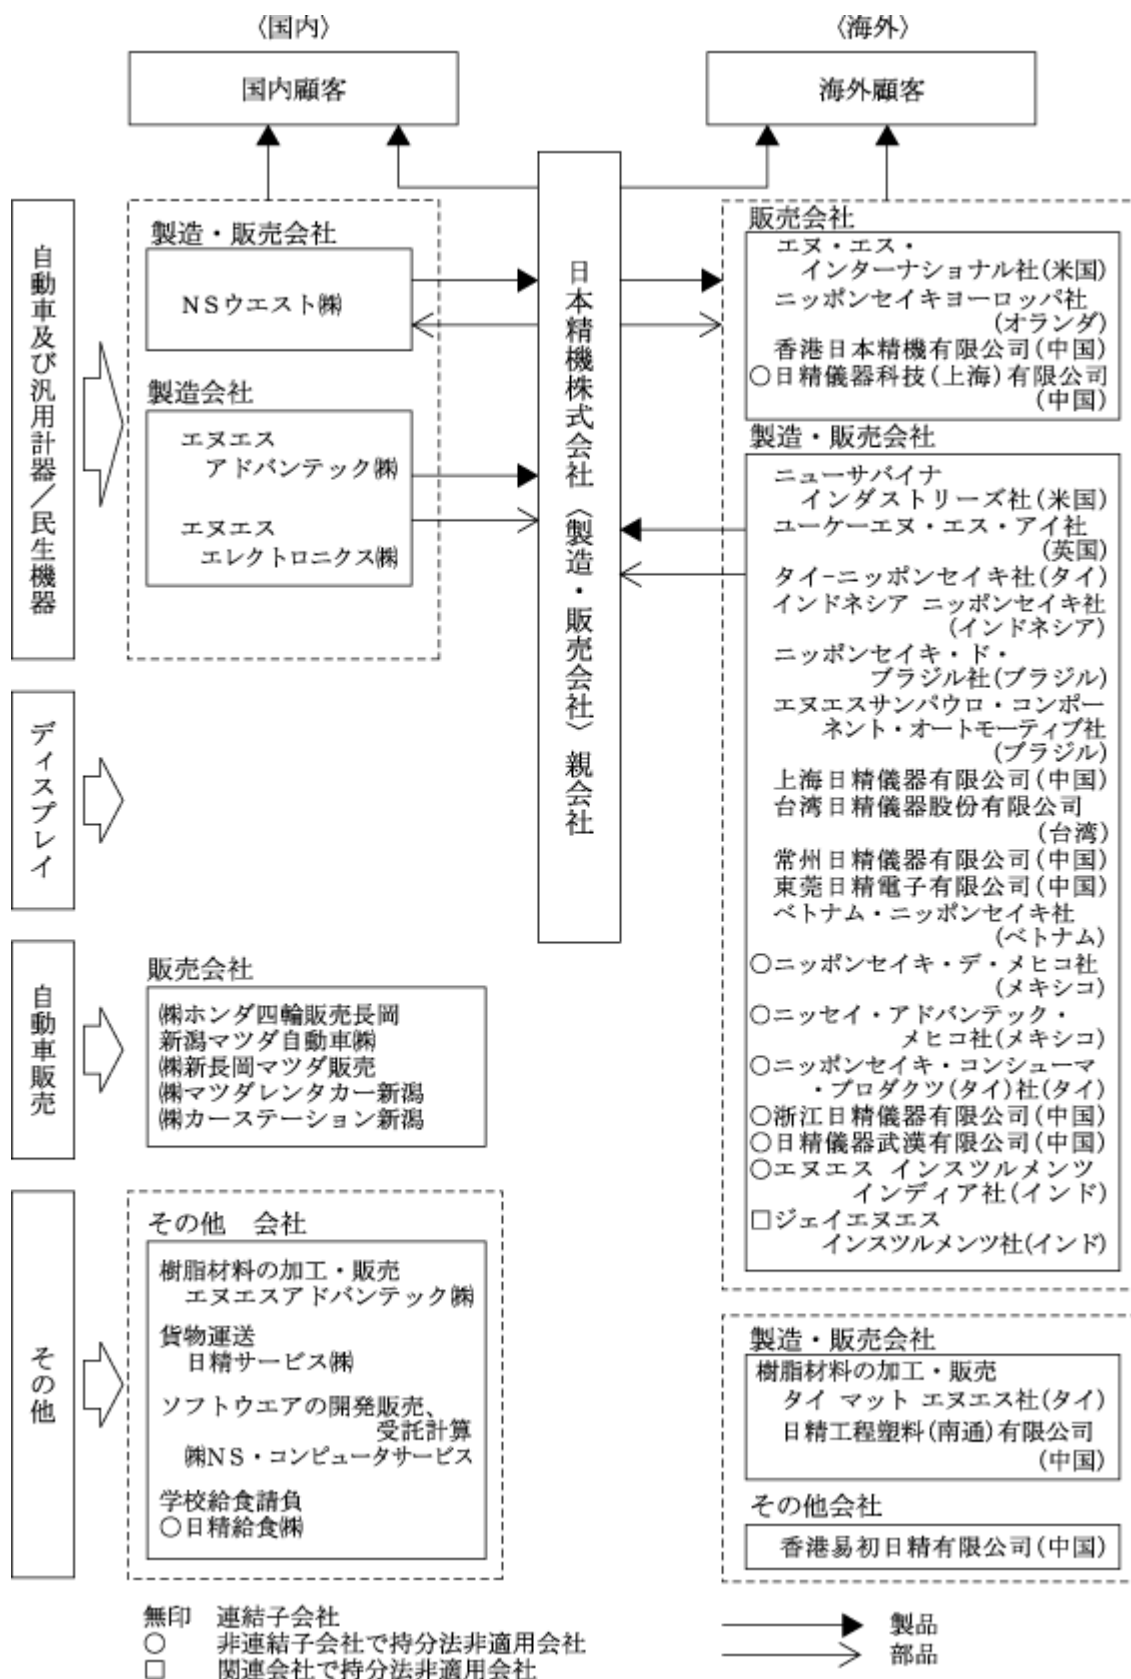 〈国内〉
〈海外〉
国内顧客
海外顧客
自動車及び汎用計器/民生機器
製造・販売会社
NSウエスト㈱
製造会社
エヌエス
アドバンテック㈱
エヌエス
エレクトロニクス㈱
日本精機株式会社〈製造・販売会社〉親会社
販売会社
エヌ・エス・
インターナショナル社(米国)
ニッポンセイキヨーロッパ社
(オランダ)
香港日本精機有限公司(中国)
○日精儀器科技(上海)有限公司
(中国)
製造・販売会社
ニューサバイナ
インダストリーズ社(米国)
ユーケーエヌ・エス・アイ社
(英国)
タイ-ニッポンセイキ社(タイ)
インドネシア ニッポンセイキ社
(インドネシア)
ニッポンセイキ・ド・
ブラジル社(ブラジル)
エヌエスサンパウロ・コンポー
ネント・オートモーティブ社
(ブラジル)
上海日精儀器有限公司(中国)
台湾日精儀器股份有限公司
(台湾)
常州日精儀器有限公司(中国)
東莞日精電子有限公司(中国)
ベトナム・ニッポンセイキ社
(ベトナム)
○ニッポンセイキ・デ・メヒコ社
(メキシコ)
○ニッセイ・アドバンテック・
メヒコ社(メキシコ)
○ニッポンセイキ・コンシューマ
・プロダクツ(タイ)社(タイ)
○浙江日精儀器有限公司(中国)
○日精儀器武漢有限公司(中国)
○エヌエス インスツルメンツ
インディア社(インド)
□ジェイエヌエス
インスツルメンツ社(インド)
ディスプレイ
自動車販売
販売会社
㈱ホンダ四輪販売長岡
新潟マツダ自動車㈱
㈱新長岡マツダ販売
㈱マツダレンタカー新潟
㈱カーステーション新潟
その他
その他 会社
樹脂材料の加工・販売
エヌエスアドバンテック㈱
貨物運送
日精サービス㈱
ソフトウエアの開発販売、
受託計算
㈱NS・コンピュータサービス
学校給食請負
○日精給食㈱
製造・販売会社
樹脂材料の加工・販売
タイ マット エヌエス社(タイ)
日精工程塑料(南通)有限公司
(中国)
その他会社
香港易初日精有限公司(中国)
無印 連結子会社
○ 非連結子会社で持分法非適用会社
□ 関連会社で持分法非適用会社
製品
部品